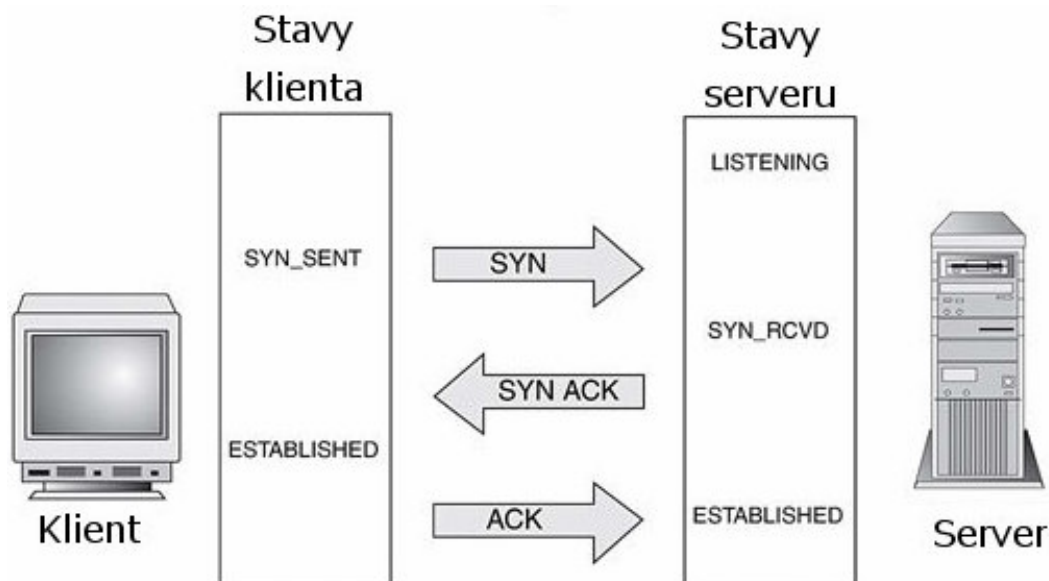 Stavy
klienta
Stavy
serveru
LISTENING
SYN_SENT
SYN
SYN_RCVD
SYN ACK
ESTABLISHED
ACK
ESTABLISHED
Klient
Server